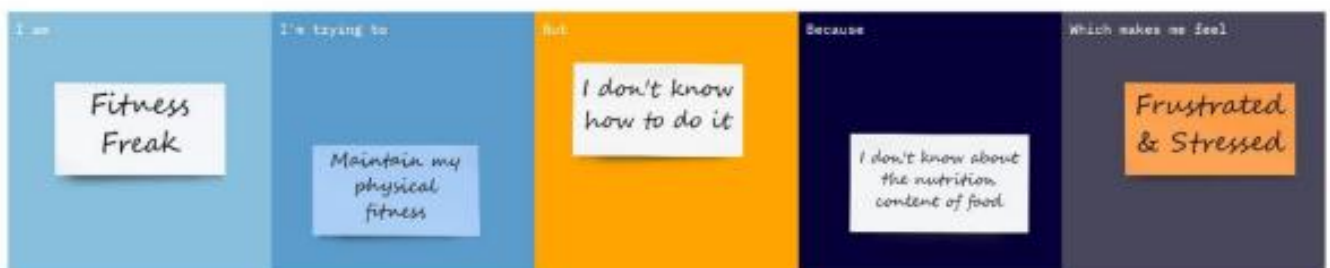 I am
Fitness
Freak
I'm trying to
Maintain my
physical
fitness
But
I don't know
how to do it
Because
I don't know about
the nutrition
content of food
Which makes me feel
Frustrated
& Stressed